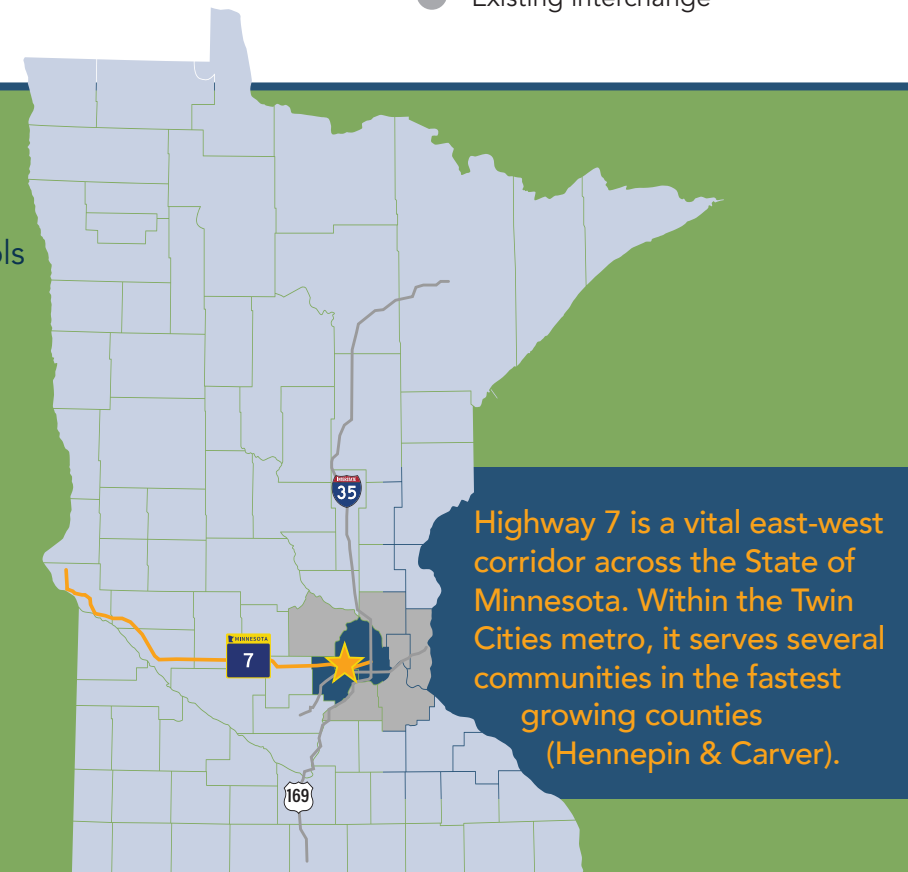 Existing Interchange
ols
35
MINNESOTA
7
169
Highway 7 is a vital east-west
corridor across the State of
Minnesota. Within the Twin
Cities metro, it serves several
communities in the fastest
growing counties
(Hennepin & Carver).